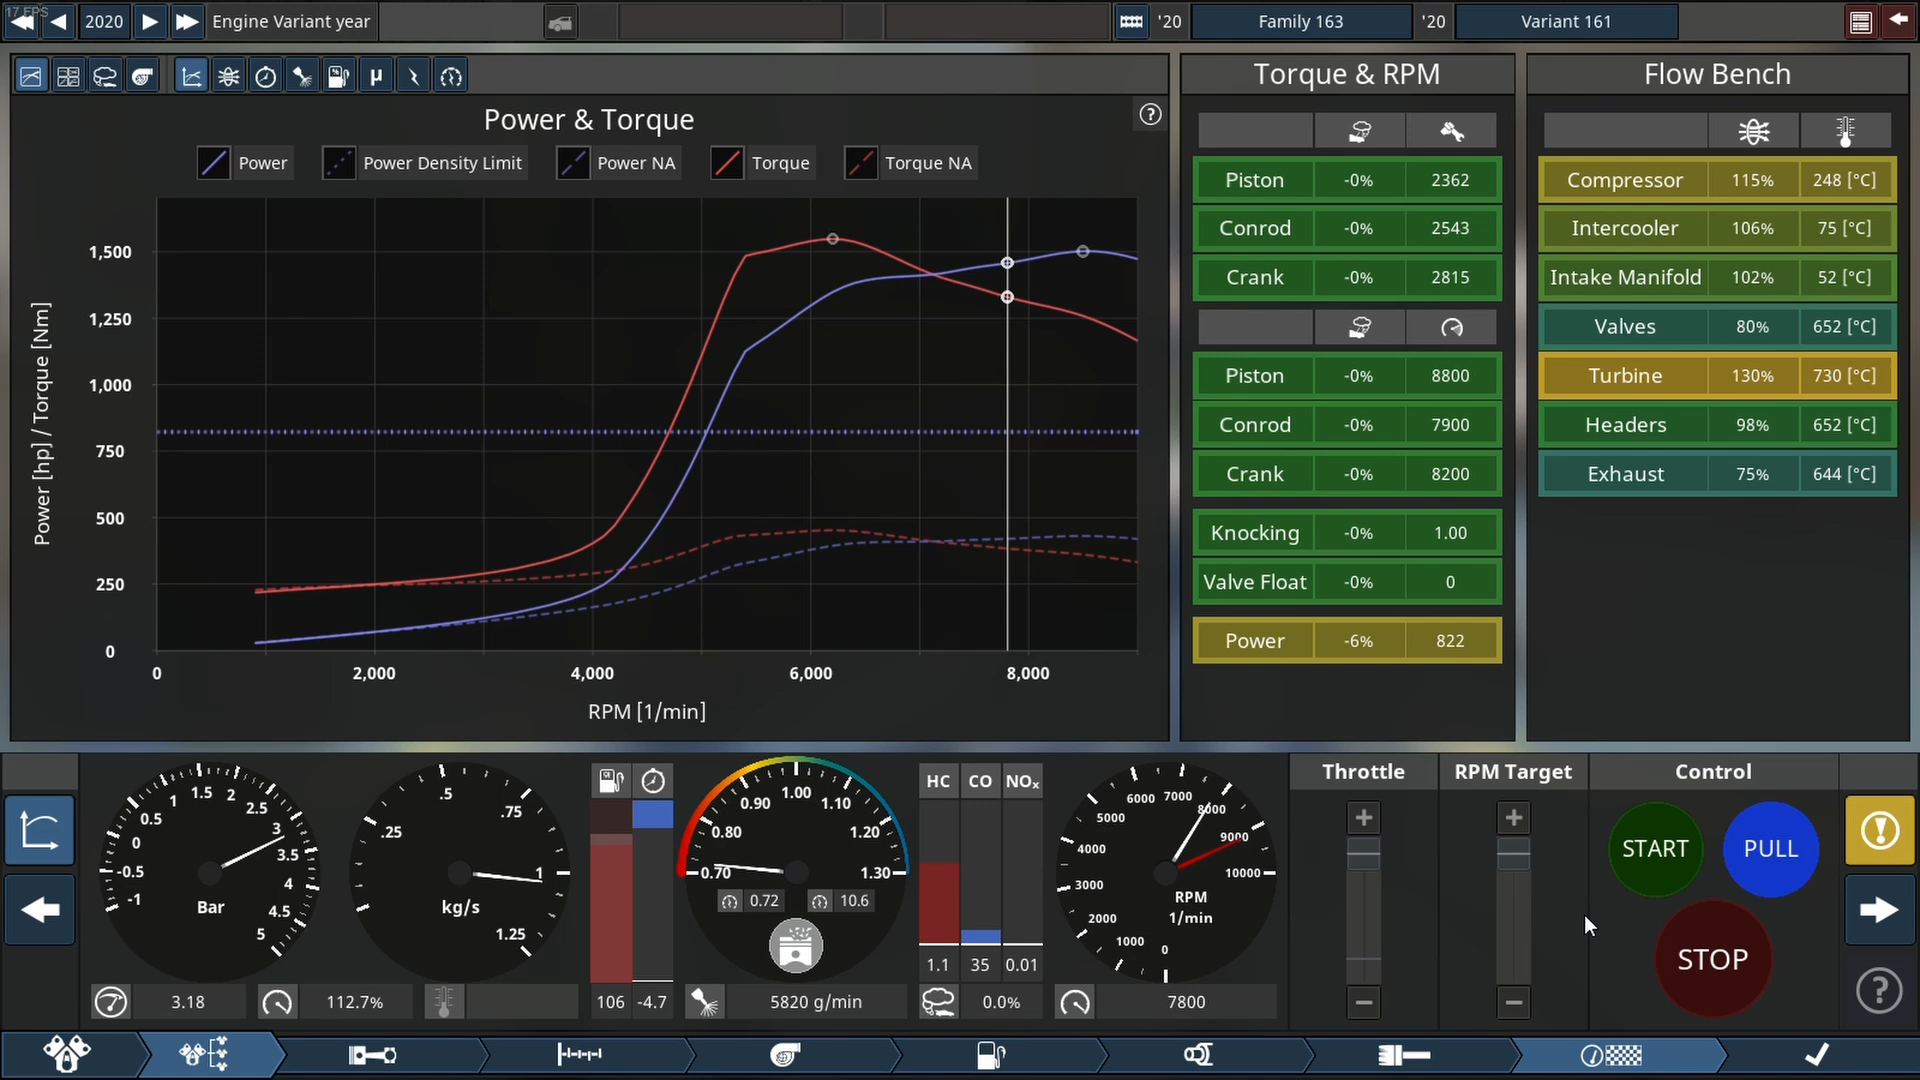 17 FPS
2020
Engine Variant year
'20
Family 163
'20
Variant 161
Power & Torque
?
Power
Power Density Limit
Power NA
Torque
Torque NA
Power [hp] / Torque [Nm]
1,500
1,250
1,000
750
500
250
0
0
2,000
4,000
6,000
8,000
RPM [1/min]
Torque & RPM
Piston -0% 2362
Conrod -0% 2543
Crank -0% 2815
Piston -0% 8800
Conrod -0% 7900
Crank -0% 8200
Knocking -0% 1.00
Valve Float -0% 0
Power -6% 822
Flow Bench
Compressor 115% 248 [°C]
Intercooler 106% 75 [°C]
Intake Manifold 102% 52 [°C]
Valves 80% 652 [°C]
Turbine 130% 730 [°C]
Headers 98% 652 [°C]
Exhaust 75% 644 [°C]
-1
-0.5
0
0.5
1
1.5
2
2.5
3
3.5
4
4.5
5
Bar
3.18
.25
.5
.75
1
1.25
kg/s
112.7%
106 -4.7
0.70
0.80
0.90
1.00
1.10
1.20
1.30
0.72
10.6
5820 g/min
HC CO NOx
1.1 35 0.01
0.0%
0
1000
2000
3000
4000
5000
6000
7000
8000
9000
10000
RPM
1/min
7800
Throttle
+
−
RPM Target
+
−
Control
START
PULL
STOP
?
μ